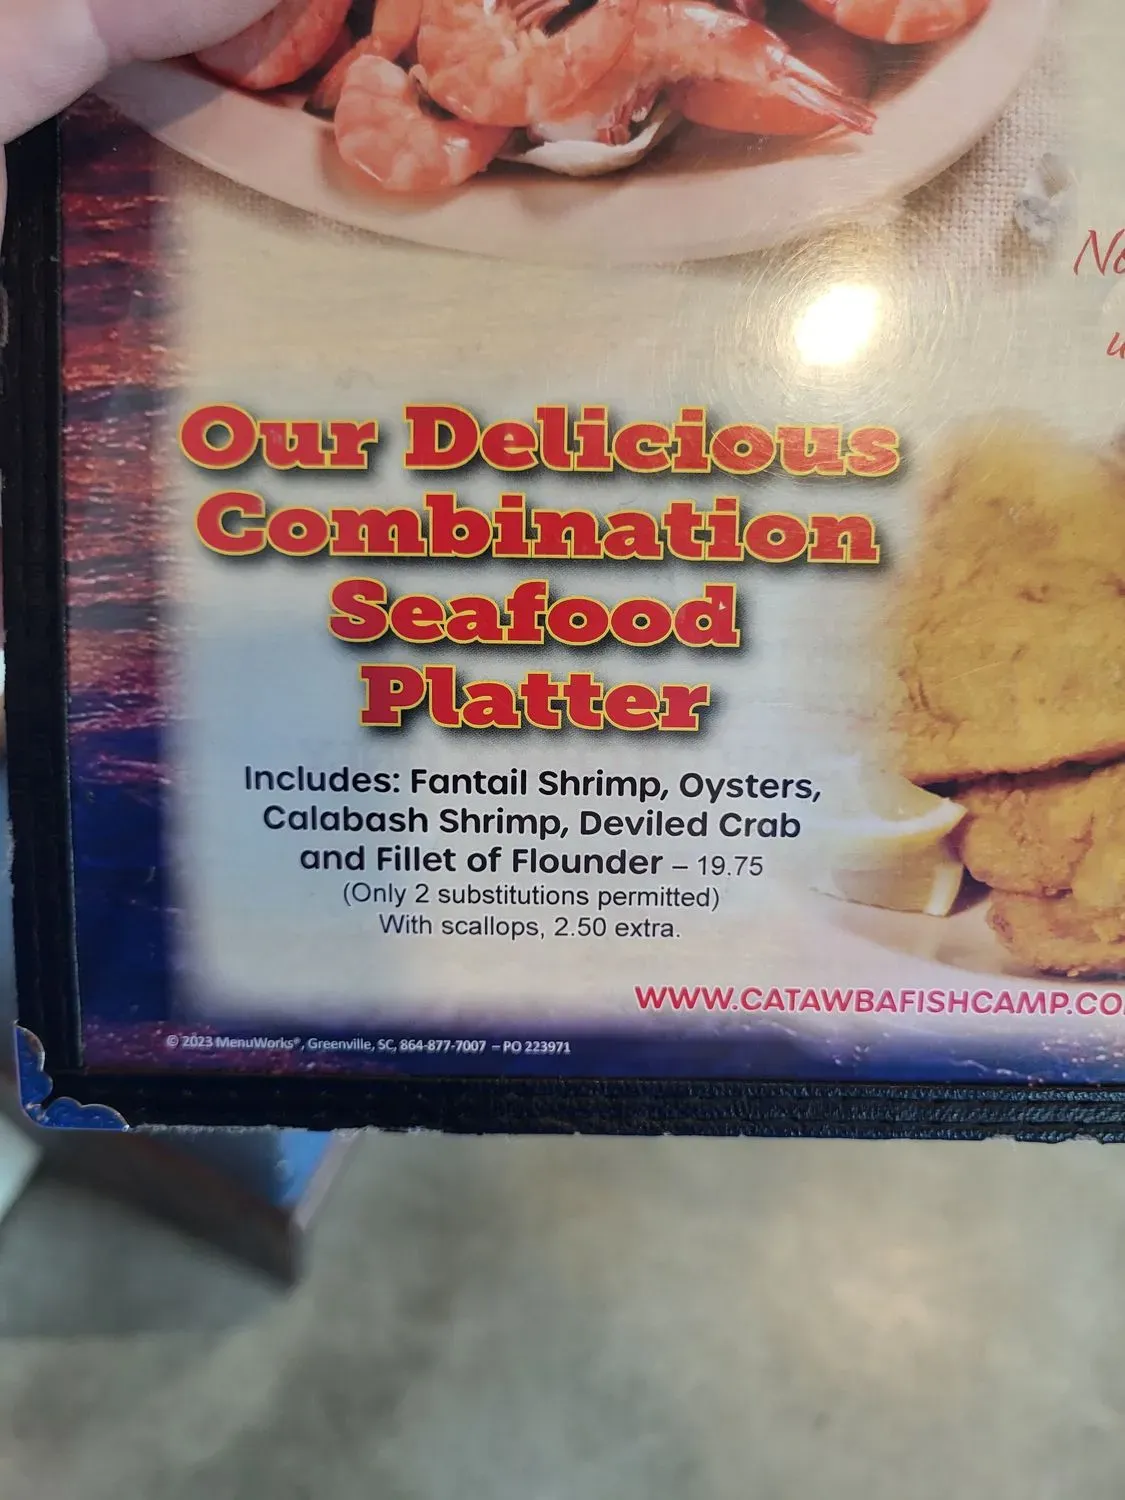 Our Delicious
Combination
Seafood
Platter
Includes: Fantail Shrimp, Oysters,
Calabash Shrimp, Deviled Crab
and Fillet of Flounder – 19.75
(Only 2 substitutions permitted)
With scallops, 2.50 extra.
WWW.CATAWBAFISHCAMP.CO
© 2023 MenuWorks®, Greenville, SC, 864-877-7007 – PO 223971